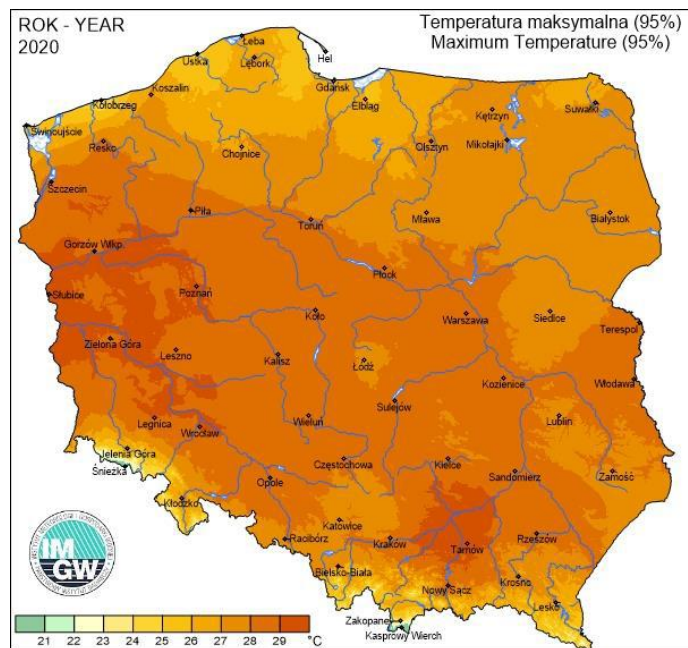 ROK - YEAR
2020
Temperatura maksymalna (95%)
Maximum Temperature (95%)
Łeba
Ustka
Lębork
Hel
Koszalin
Gdańsk
Kołobrzeg
Elbląg
Kętrzyn
Suwałki
Świnoujście
Resko
Chojnice
Olsztyn
Mikołajki
Szczecin
Piła
Toruń
Mława
Białystok
Gorzów Wlkp.
Płock
Słubice
Poznań
Koło
Warszawa
Siedlce
Terespol
Zielona Góra
Leszno
Kalisz
Łódź
Kozienice
Włodawa
Sulejów
Legnica
Wrocław
Wieluń
Lublin
Jelenia Góra
Śnieżka
Częstochowa
Kielce
Sandomierz
Zamość
Opole
Kłodzko
Katowice
Racibórz
Kraków
Tarnów
Rzeszów
Bielsko-Biała
Nowy Sącz
Krosno
Lesko
Zakopane
Kasprowy Wierch
IM
GW
21 22 23 24 25 26 27 28 29 °C